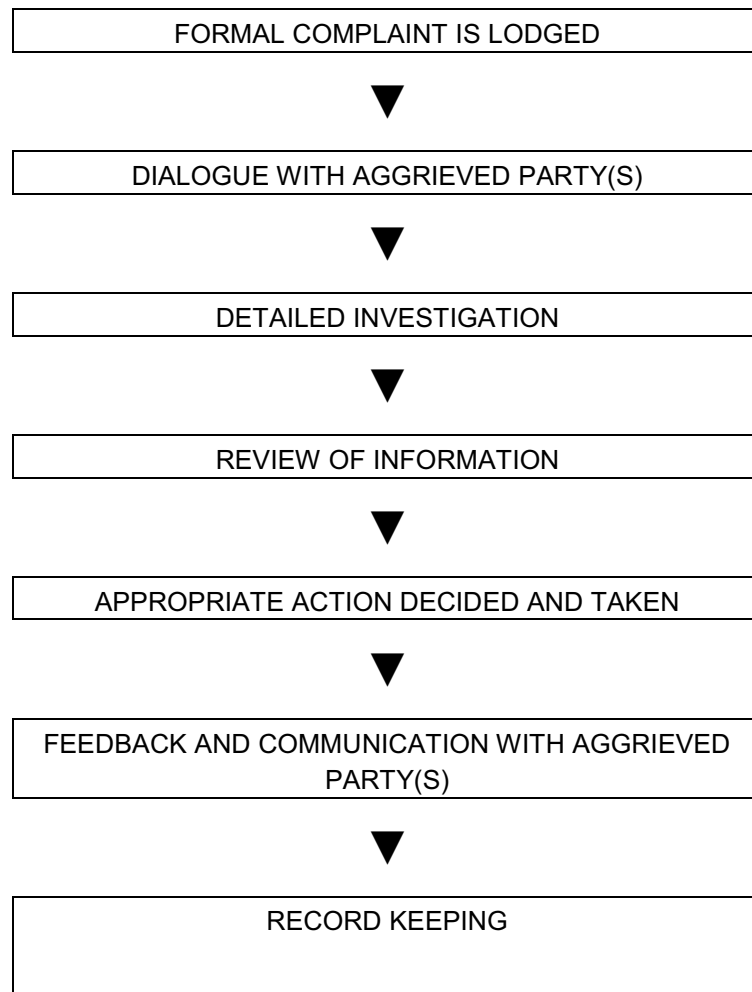 FORMAL COMPLAINT IS LODGED
DIALOGUE WITH AGGRIEVED PARTY(S)
DETAILED INVESTIGATION
REVIEW OF INFORMATION
APPROPRIATE ACTION DECIDED AND TAKEN
FEEDBACK AND COMMUNICATION WITH AGGRIEVED
PARTY(S)
RECORD KEEPING